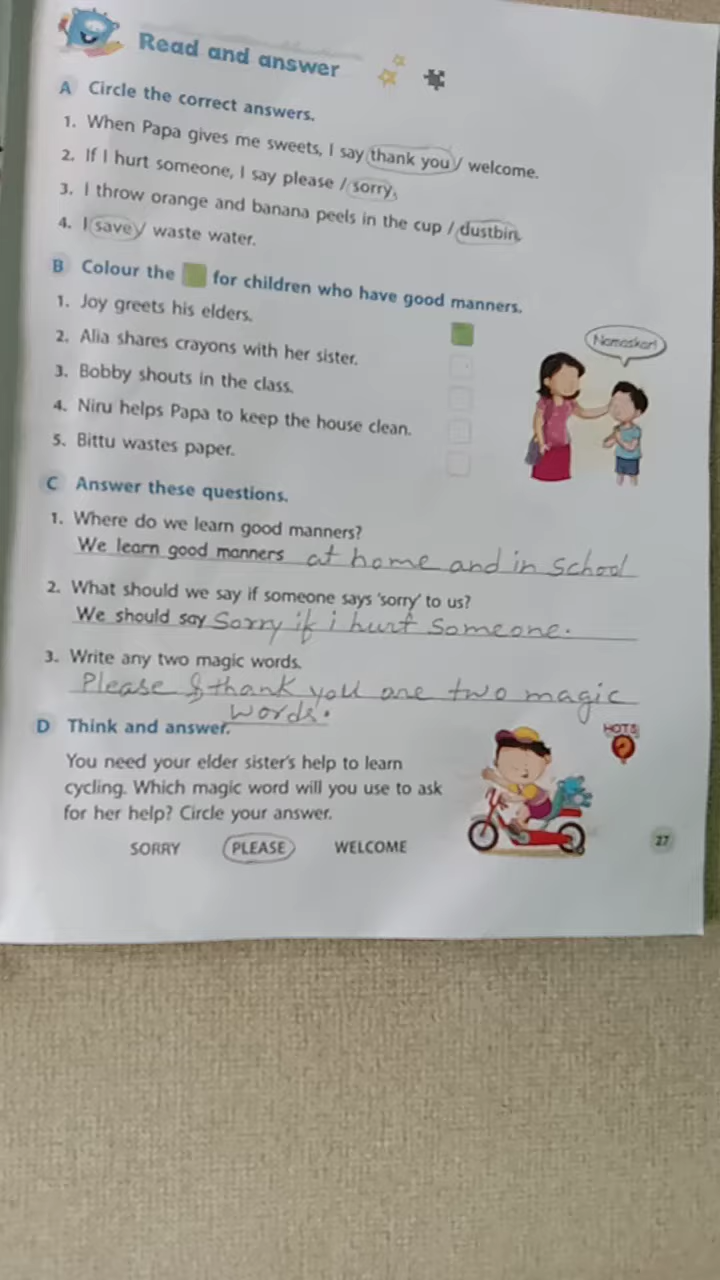 Read and answer
A Circle the correct answers.
1. When Papa gives me sweets, I say thank you / welcome.
2. If I hurt someone, I say please / sorry.
3. I throw orange and banana peels in the cup / dustbin.
4. I save / waste water.
B Colour the for children who have good manners.
1. Joy greets his elders.
2. Alia shares crayons with her sister.
3. Bobby shouts in the class.
4. Niru helps Papa to keep the house clean.
5. Bittu wastes paper.
Namaskar!
C Answer these questions.
1. Where do we learn good manners?
We learn good manners at home and in school
2. What should we say if someone says 'sorry' to us?
We should say Sorry if i hurt someone.
3. Write any two magic words.
Please & thank you are two magic
words.
D Think and answer.
HOTS
You need your elder sister's help to learn
cycling. Which magic word will you use to ask
for her help? Circle your answer.
SORRY PLEASE WELCOME
27